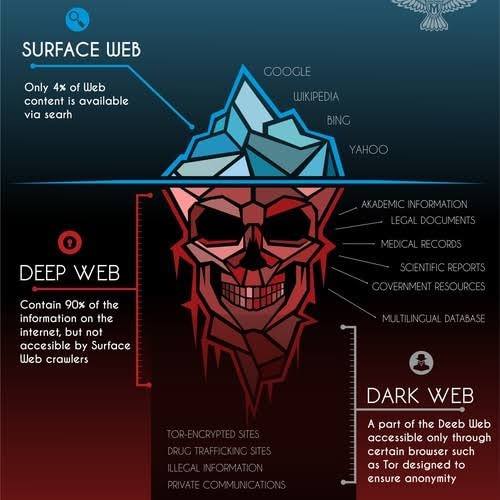 SURFACE WEB
Only 4% of Web
content is available
via searh
GOOGLE
WIKIPEDIA
BING
YAHOO
DEEP WEB
Contain 90% of the
information on the
internet, but not
accesible by Surface
Web crawlers
AKADEMIC INFORMATION
LEGAL DOCUMENTS
MEDICAL RECORDS
SCIENTIFIC REPORTS
GOVERNMENT RESOURCES
MULTILINGUAL DATABASE
DARK WEB
A part of the Deeb Web
accessible only through
certain browser such
as Tor designed to
ensure anonymity
TOR-ENCRYPTED SITES
DRUG TRAFFICKING SITES
ILLEGAL INFORMATION
PRIVATE COMMUNICATIONS